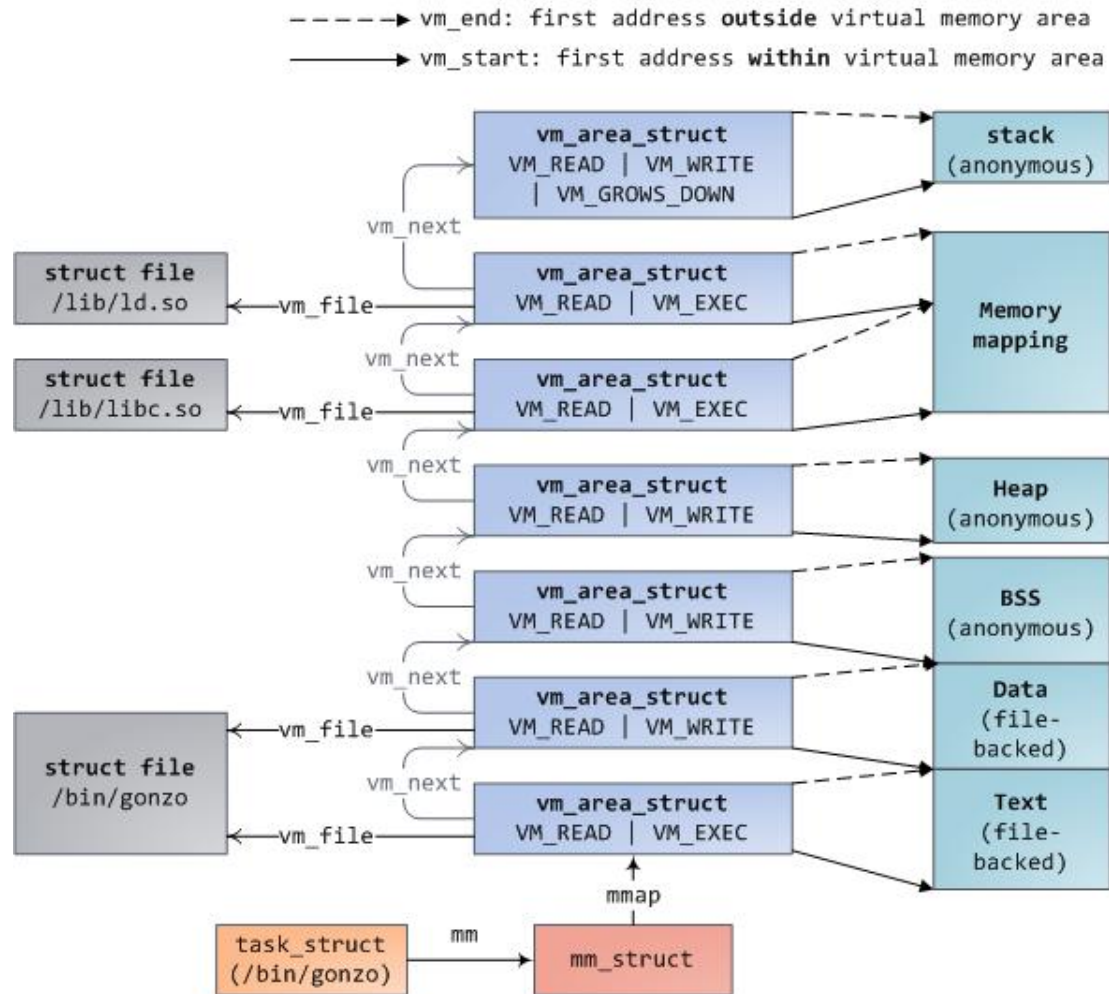 vm_end: first address outside virtual memory area
vm_start: first address within virtual memory area
vm_area_struct
VM_READ | VM_WRITE
| VM_GROWS_DOWN
stack
(anonymous)
vm_next
struct file
/lib/ld.so
vm_file
vm_area_struct
VM_READ | VM_EXEC
Memory
mapping
vm_next
struct file
/lib/libc.so
vm_file
vm_area_struct
VM_READ | VM_EXEC
vm_next
vm_area_struct
VM_READ | VM_WRITE
Heap
(anonymous)
vm_next
vm_area_struct
VM_READ | VM_WRITE
BSS
(anonymous)
vm_next
vm_file
vm_area_struct
VM_READ | VM_WRITE
Data
(file-
backed)
struct file
/bin/gonzo
vm_next
vm_file
vm_area_struct
VM_READ | VM_EXEC
Text
(file-
backed)
mmap
task_struct
(/bin/gonzo)
mm
mm_struct